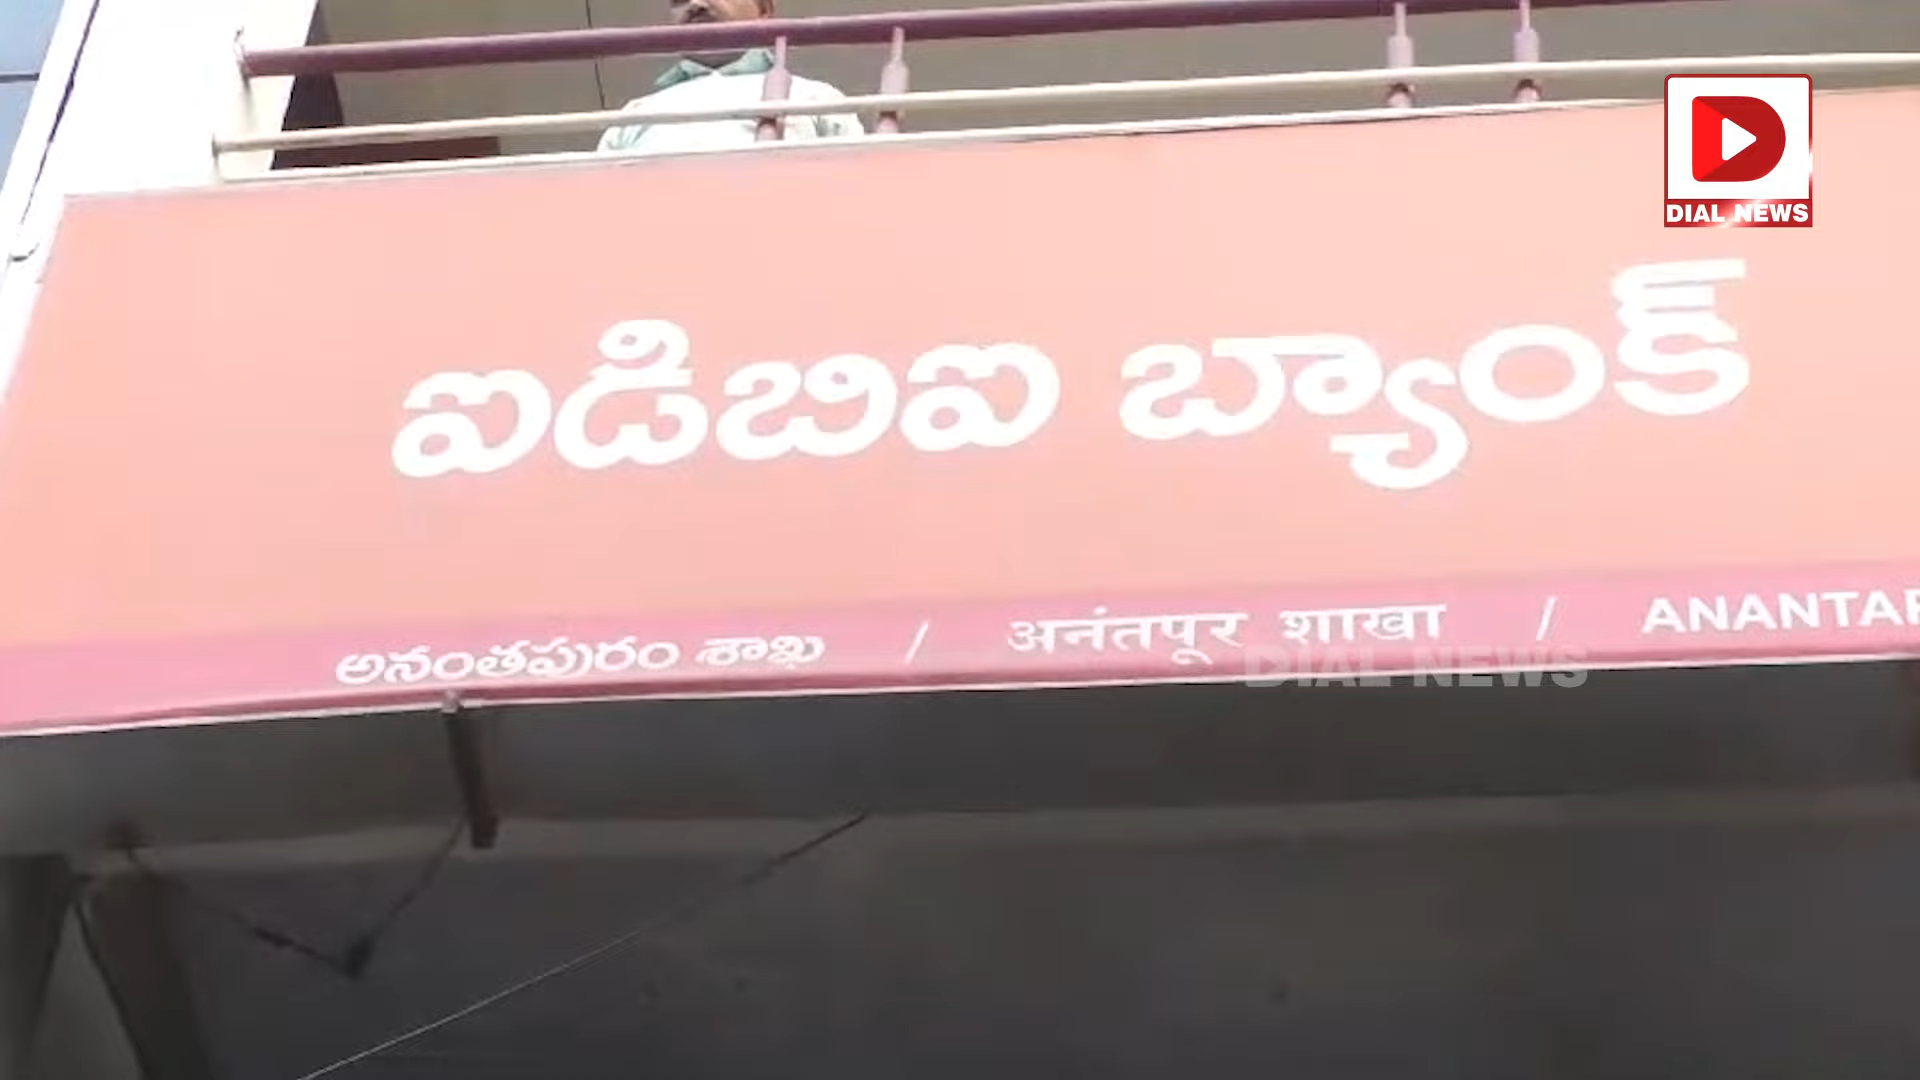 DIAL NEWS
ఐడిబిఐ బ్యాంక్
అనంతపురం శాఖ / अनंतपूर शाखा / ANANTAP
DIAL NEWS